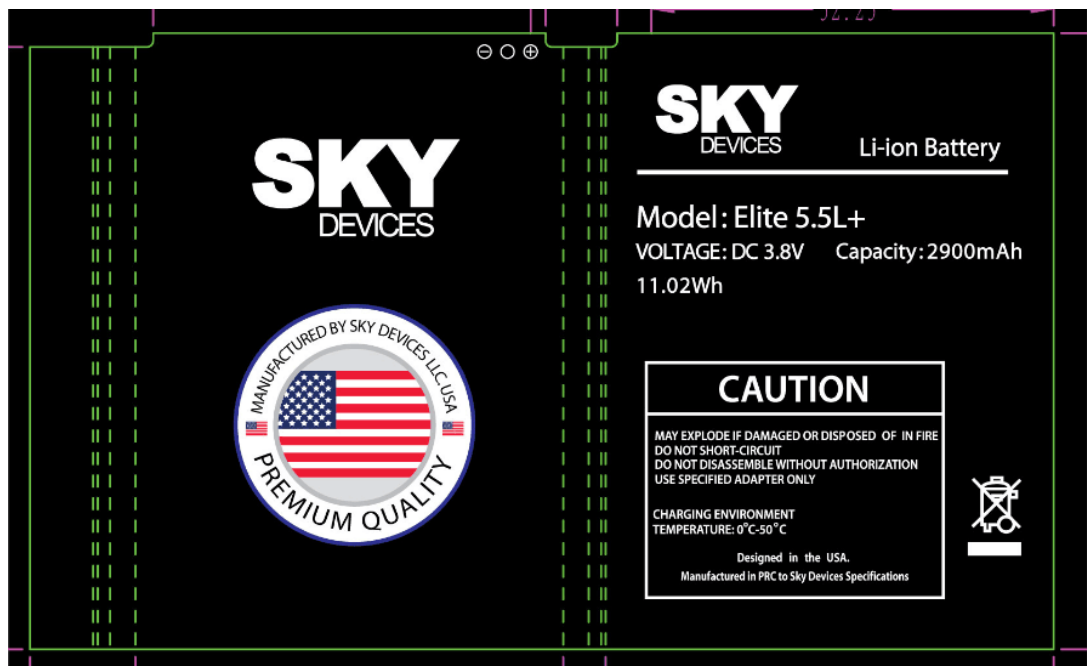 52.25
⊖ ○ ⊕
SKY
DEVICES
MANUFACTURED BY SKY DEVICES LLC.USA
PREMIUM QUALITY
SKY
DEVICES
Li-ion Battery
Model: Elite 5.5L+
VOLTAGE: DC 3.8V Capacity: 2900mAh
11.02Wh
CAUTION
MAY EXPLODE IF DAMAGED OR DISPOSED OF IN FIRE
DO NOT SHORT-CIRCUIT
DO NOT DISASSEMBLE WITHOUT AUTHORIZATION
USE SPECIFIED ADAPTER ONLY
CHARGING ENVIRONMENT
TEMPERATURE: 0°C-50°C
Designed in the USA.
Manufactured in PRC to Sky Devices Specifications